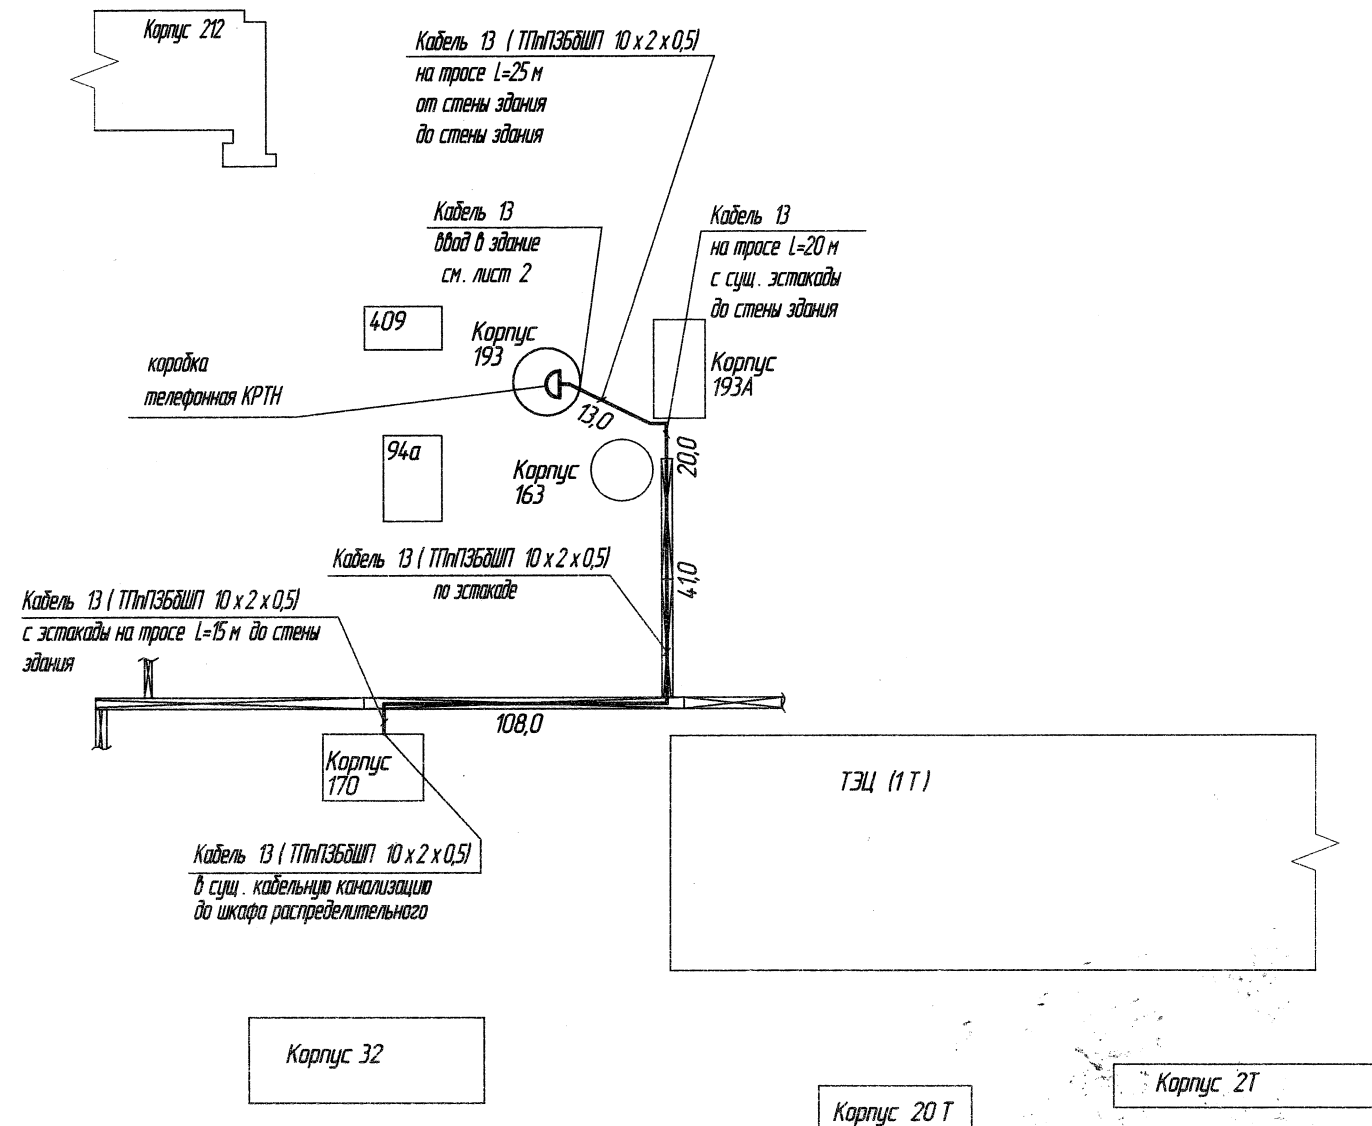 Корпус 212
Кабель 13 ( ТПпПЗБбШП 10 x 2 x 0,5)
на тросе L=25 м
от стены здания
до стены здания
Кабель 13
ввод в здание
см. лист 2
Кабель 13
на тросе L=20 м
с сущ. эстакады
до стены здания
409
Корпус
193
Корпус
193А
коробка
телефонная КРТН
13,0
94а
Корпус
163
20,0
Кабель 13 ( ТПпПЗБбШП 10 x 2 x 0,5)
по эстакаде
41,0
Кабель 13 ( ТПпПЗБбШП 10 x 2 x 0,5)
с эстакады на тросе L=15 м до стены
здания
108,0
Корпус
170
ТЭЦ (1 Т)
Кабель 13 ( ТПпПЗБбШП 10 x 2 x 0,5)
в сущ. кабельную канализацию
до шкафа распределительного
Корпус 32
Корпус 2Т
Корпус 20 Т